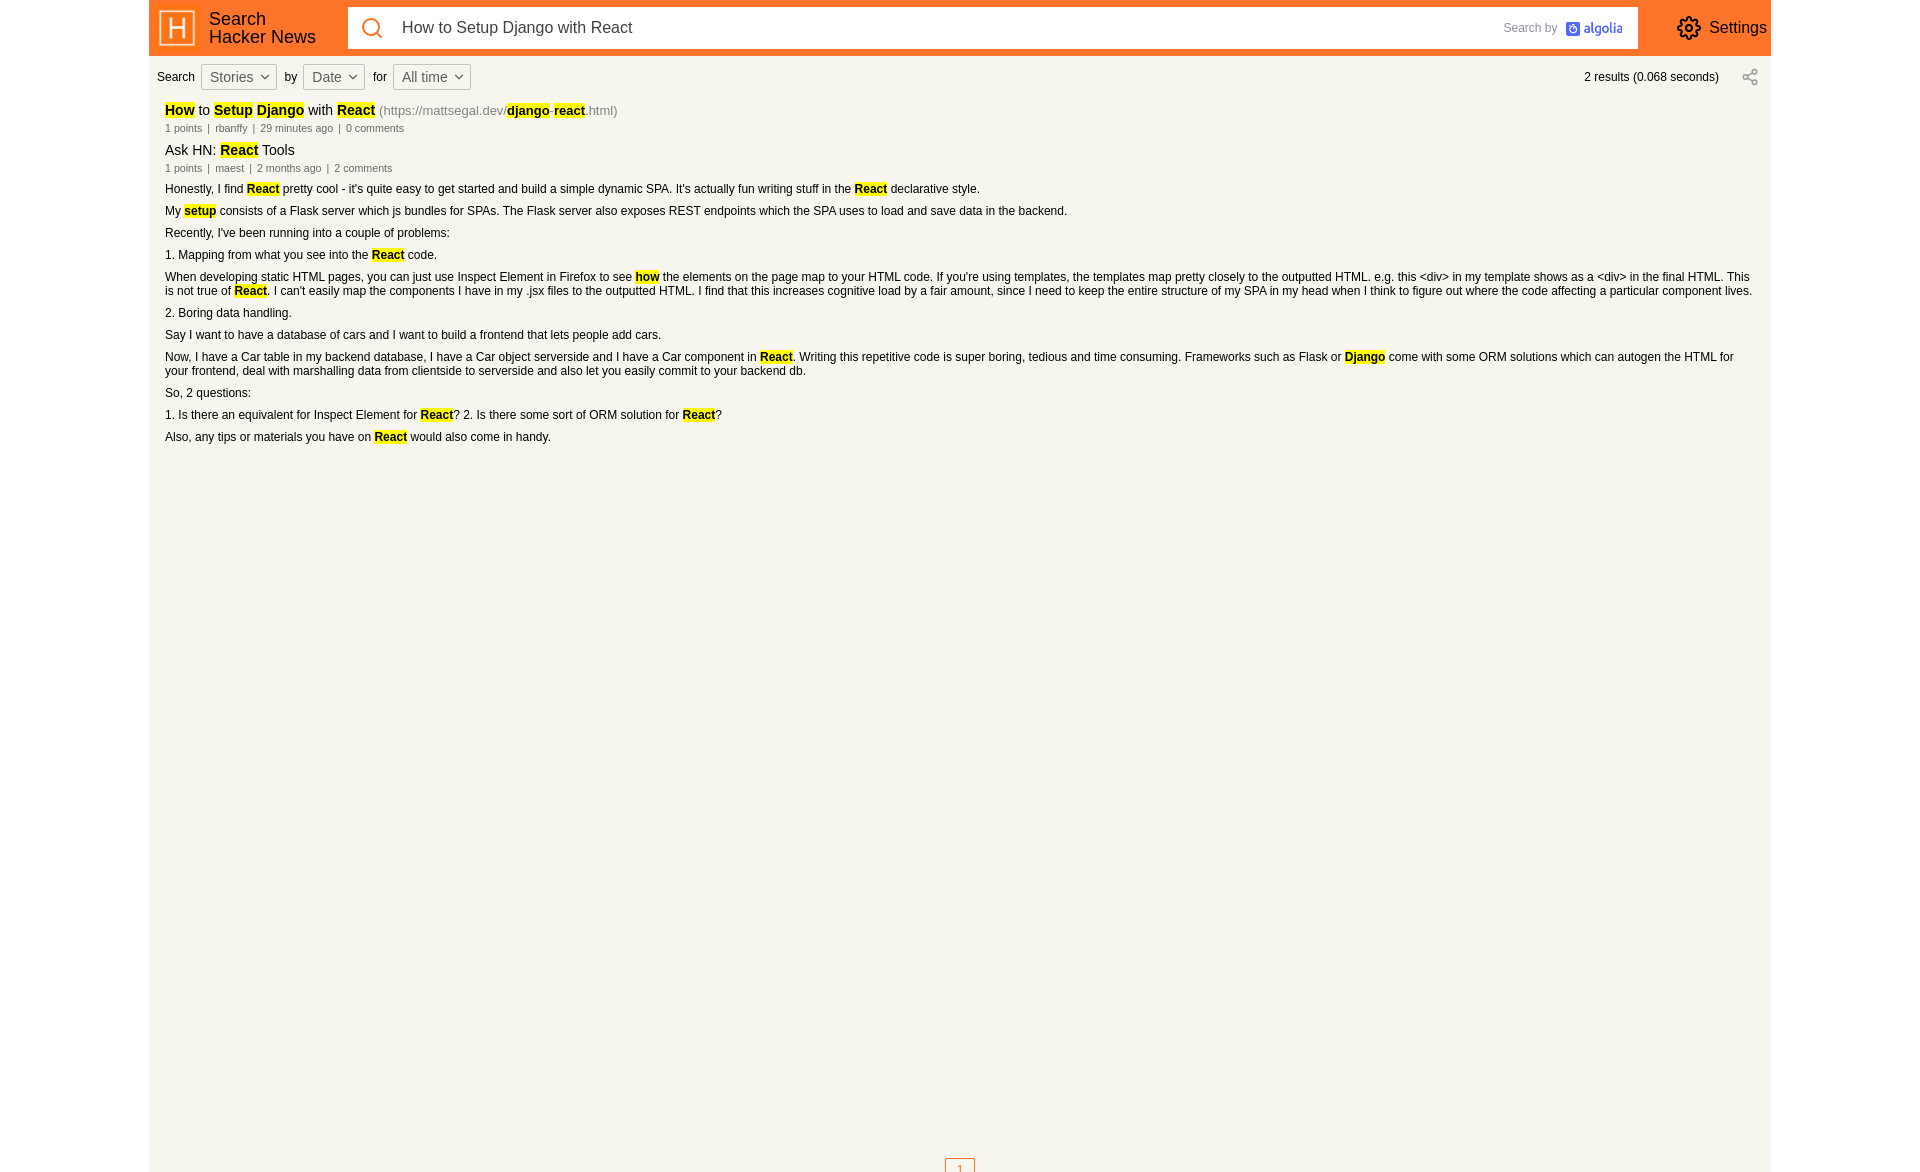 H
Search
Hacker News
How to Setup Django with React
Search by algolia
Settings
Search Stories by Date for All time
2 results (0.068 seconds)
How to Setup Django with React (https://mattsegal.dev/django-react.html)
1 points | rbanffy | 29 minutes ago | 0 comments
Ask HN: React Tools
1 points | maest | 2 months ago | 2 comments
Honestly, I find React pretty cool - it's quite easy to get started and build a simple dynamic SPA. It's actually fun writing stuff in the React declarative style.
My setup consists of a Flask server which js bundles for SPAs. The Flask server also exposes REST endpoints which the SPA uses to load and save data in the backend.
Recently, I've been running into a couple of problems:
1. Mapping from what you see into the React code.
When developing static HTML pages, you can just use Inspect Element in Firefox to see how the elements on the page map to your HTML code. If you're using templates, the templates map pretty closely to the outputted HTML. e.g. this <div> in my template shows as a <div> in the final HTML. This
is not true of React. I can't easily map the components I have in my .jsx files to the outputted HTML. I find that this increases cognitive load by a fair amount, since I need to keep the entire structure of my SPA in my head when I think to figure out where the code affecting a particular component lives.
2. Boring data handling.
Say I want to have a database of cars and I want to build a frontend that lets people add cars.
Now, I have a Car table in my backend database, I have a Car object serverside and I have a Car component in React. Writing this repetitive code is super boring, tedious and time consuming. Frameworks such as Flask or Django come with some ORM solutions which can autogen the HTML for
your frontend, deal with marshalling data from clientside to serverside and also let you easily commit to your backend db.
So, 2 questions:
1. Is there an equivalent for Inspect Element for React? 2. Is there some sort of ORM solution for React?
Also, any tips or materials you have on React would also come in handy.
1